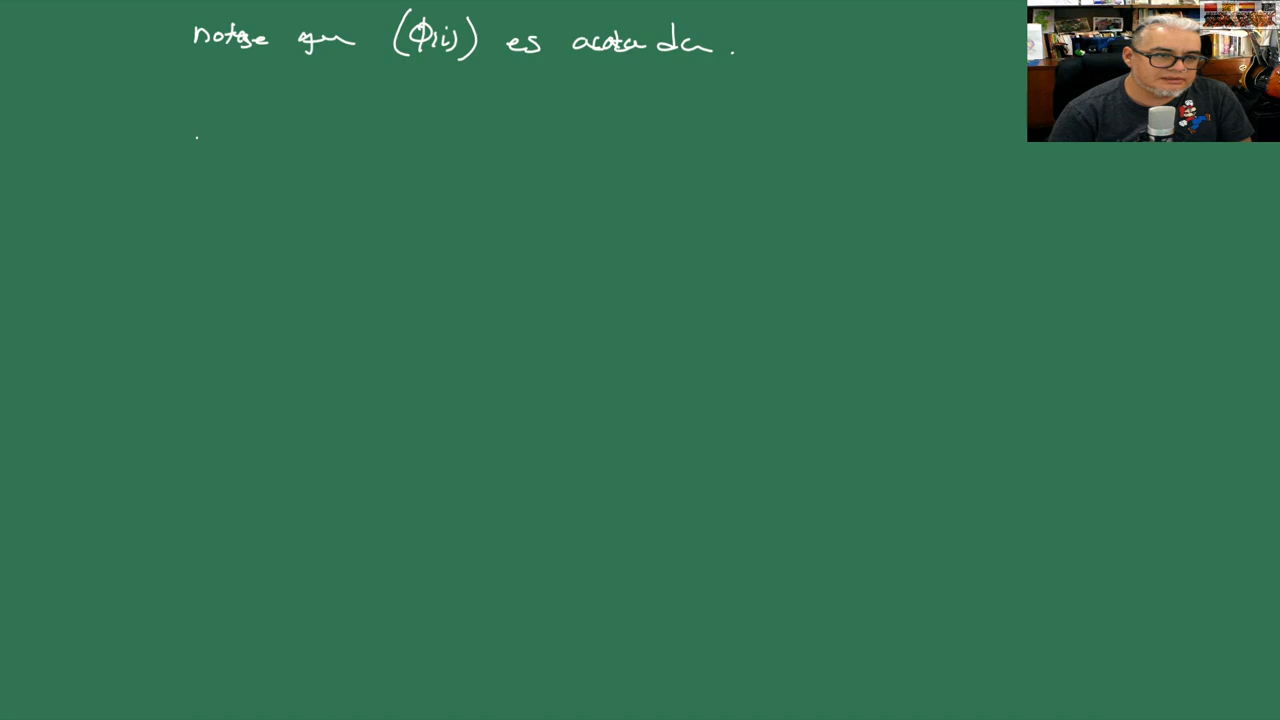 notese que (Φ(i)) es acotada.